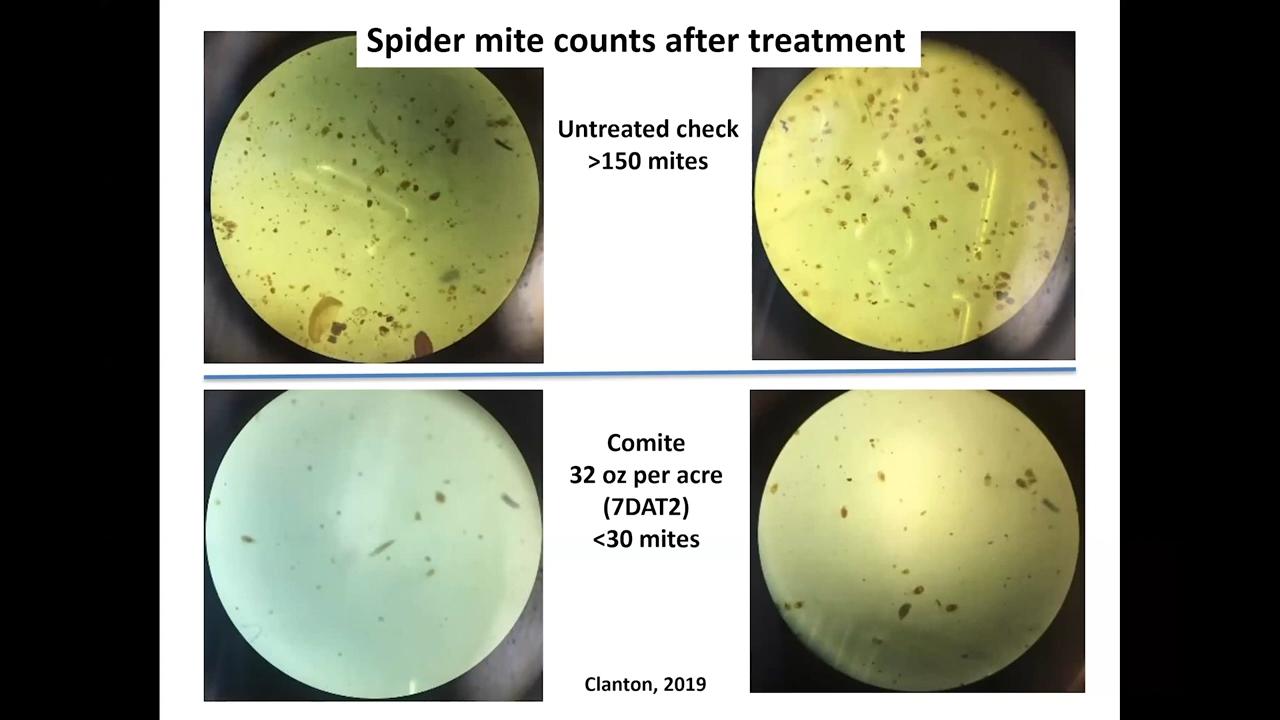 Spider mite counts after treatment
Untreated check
>150 mites
Comite
32 oz per acre
(7DAT2)
<30 mites
Clanton, 2019